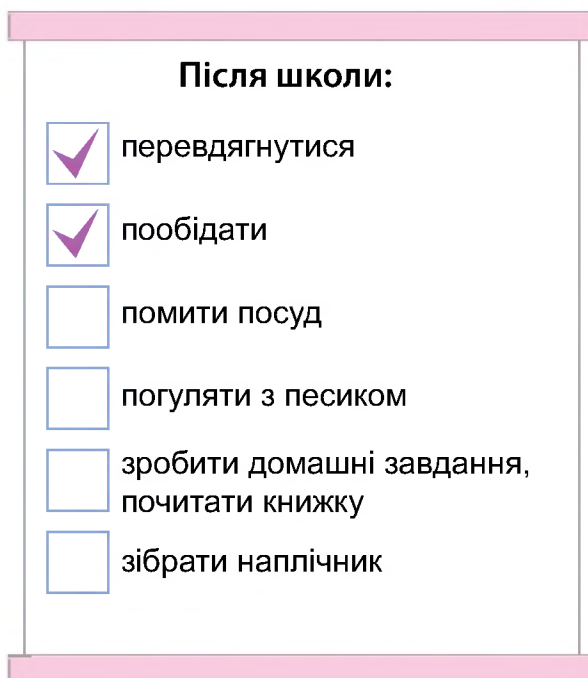 Після школи:
перевдягнутися
пообідати
помити посуд
погуляти з песиком
зробити домашні завдання,
почитати книжку
зібрати наплічник